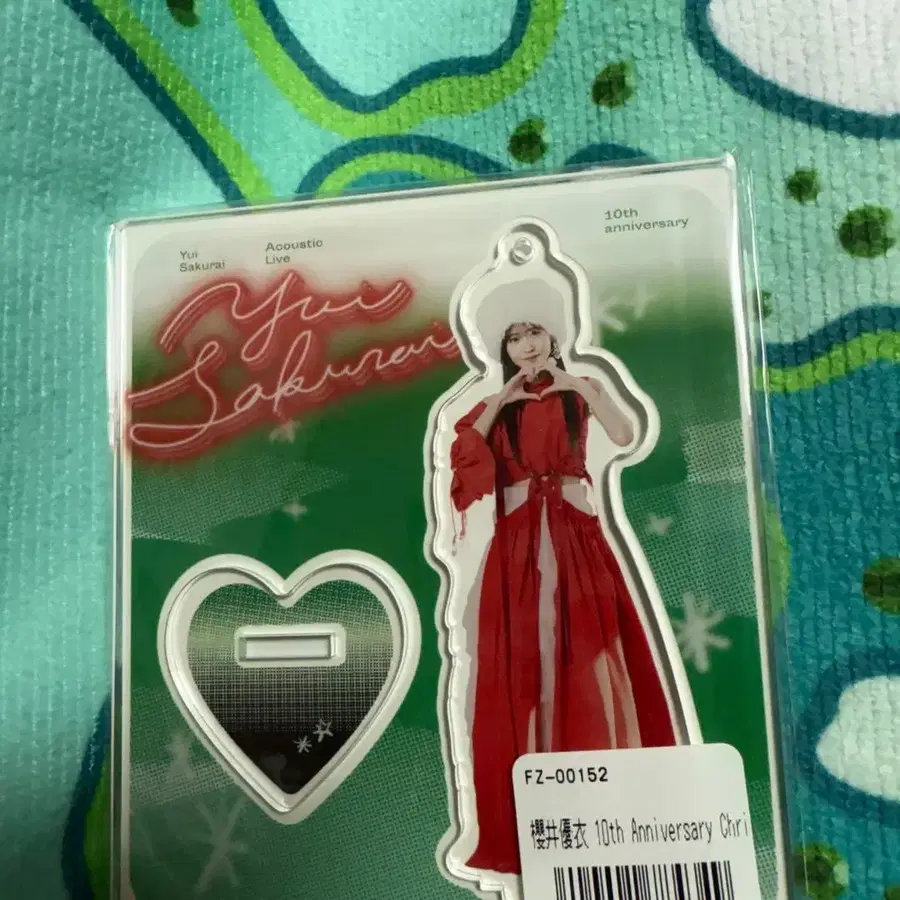 Yui
Sakurai
Acoustic
Live
10th
anniversary
Yui
Sakurai
FZ-00152
櫻井優衣 10th Anniversary Chri